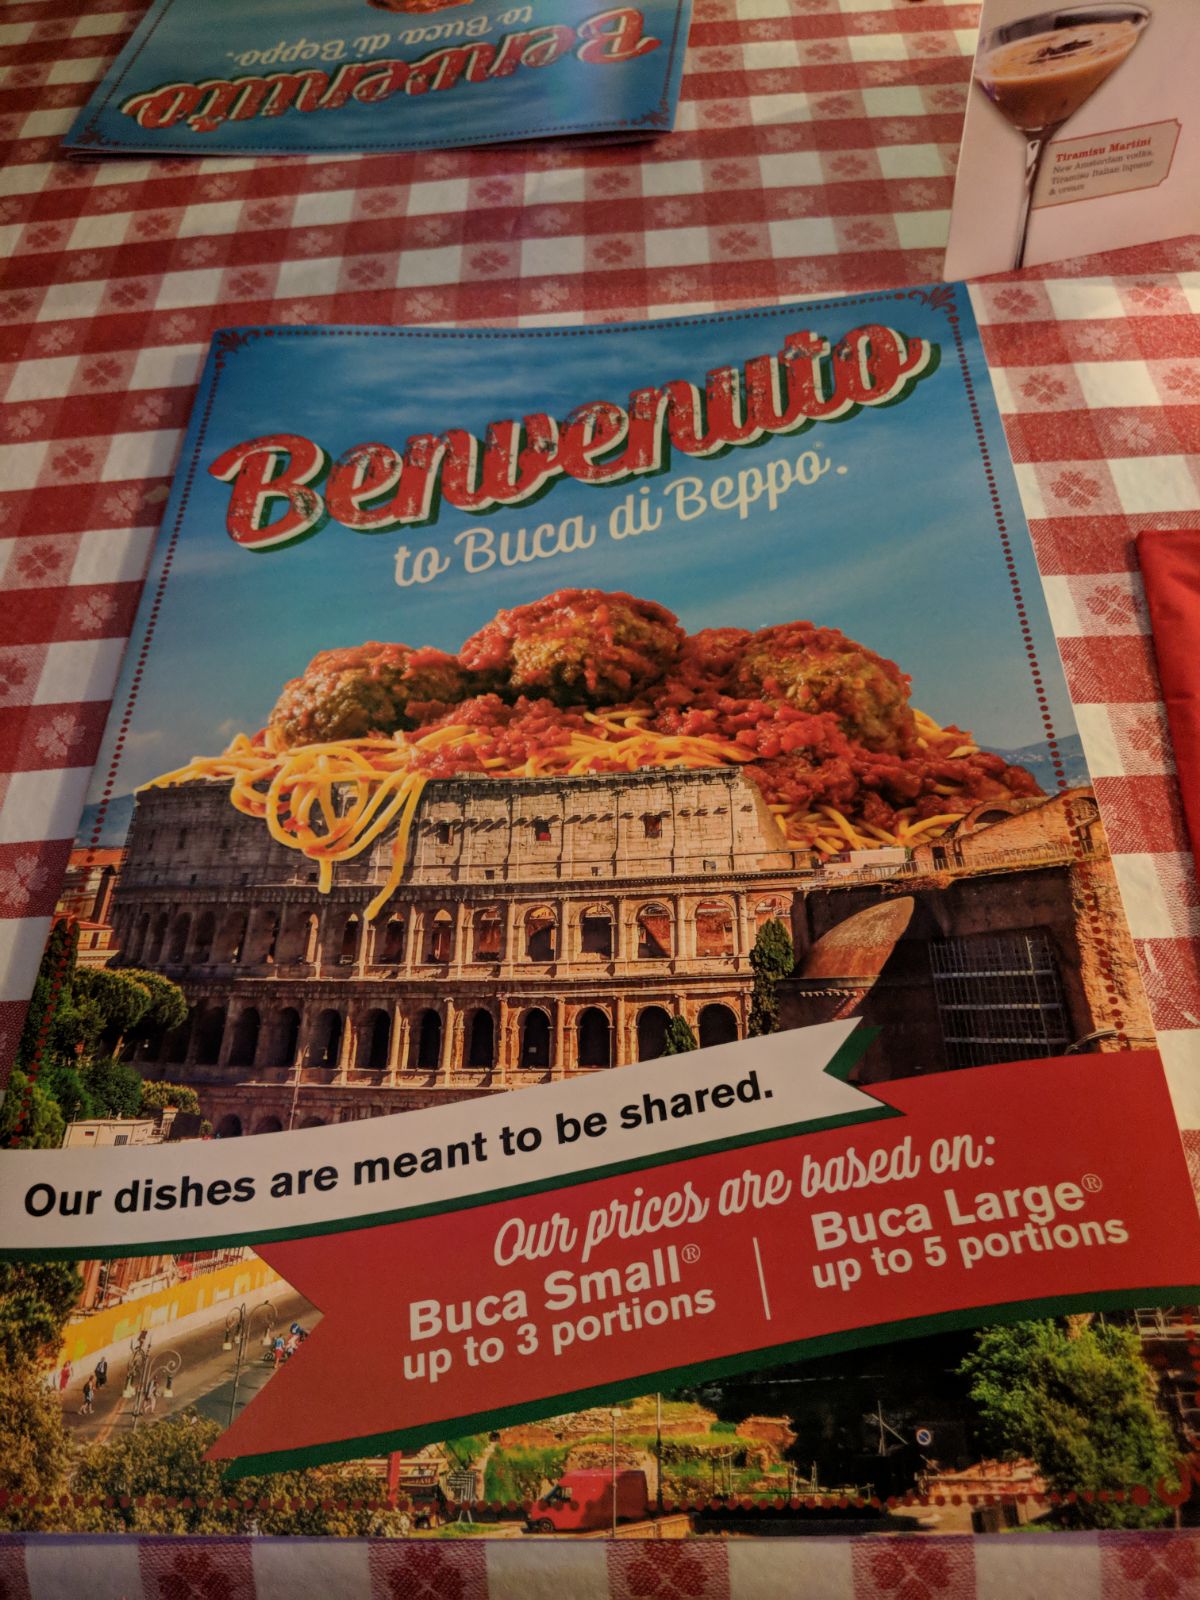 Benvenuto
to Buca di Beppo.
Tiramisu Martini
New Amsterdam vodka,
Tiramisu Italian liqueur
& cream
Benvenuto
to Buca di Beppo®.
Our dishes are meant to be shared.
Our prices are based on:
Buca Small®
up to 3 portions
Buca Large®
up to 5 portions